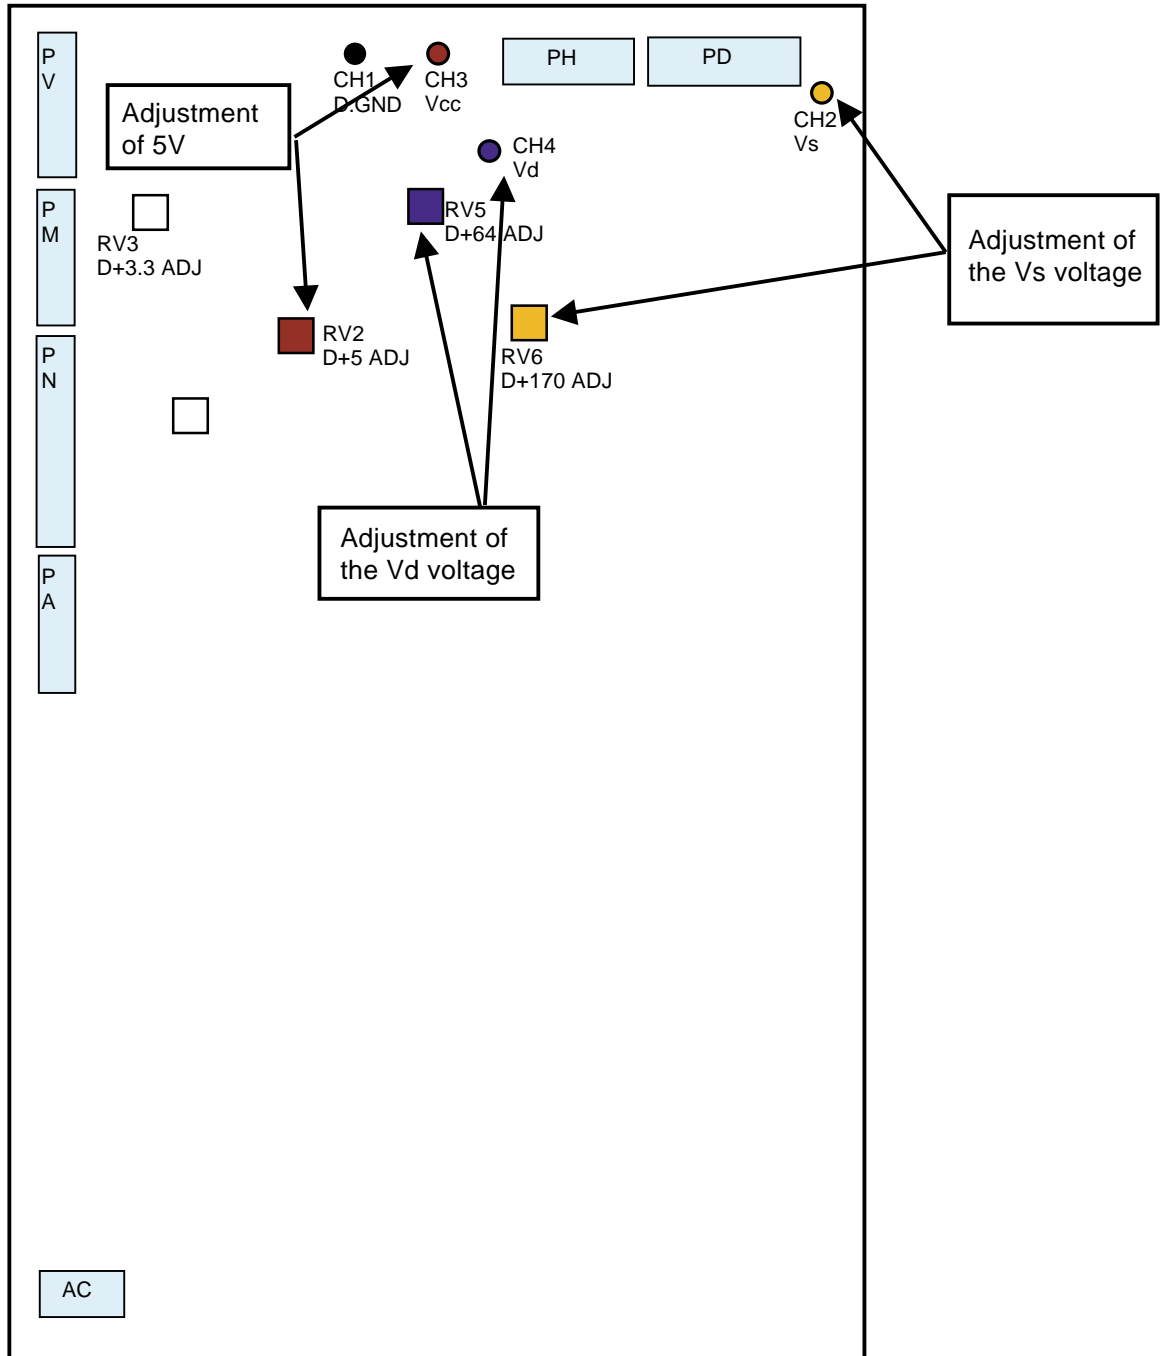 P
V
CH1
D.GND
CH3
Vcc
PH
PD
CH2
Vs
Adjustment
of 5V
CH4
Vd
P
M
RV3
D+3.3 ADJ
RV5
D+64 ADJ
Adjustment of
the Vs voltage
RV2
D+5 ADJ
RV6
D+170 ADJ
P
N
Adjustment of
the Vd voltage
P
A
AC